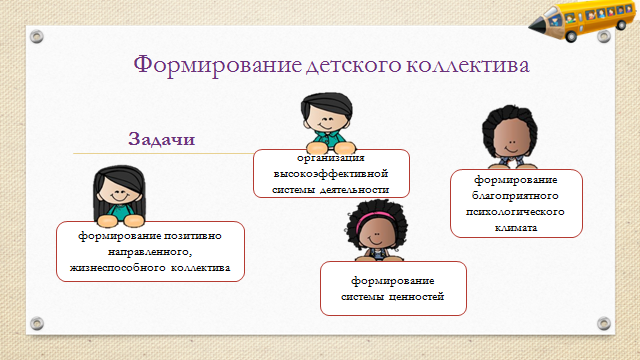 Формирование детского коллектива
Задачи
формирование позитивно
направленного,
жизнеспособного коллектива
организация
высокоэффективной
системы деятельности
формирование
системы ценностей
формирование
благоприятного
психологического
климата